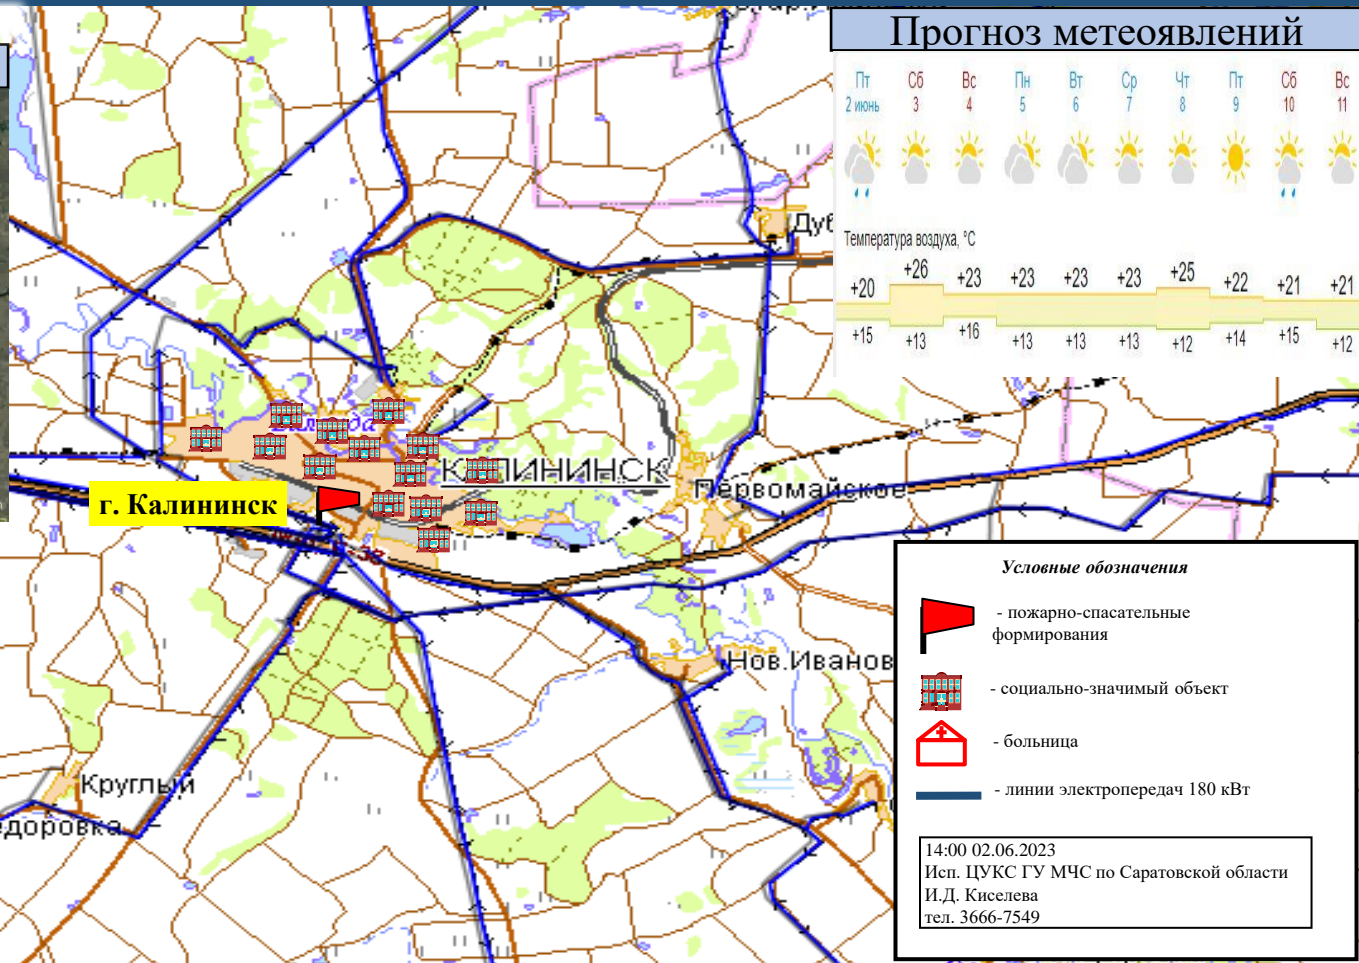 Прогноз метеоявлений
Пт Сб Вс Пн Вт Ср Чт Пт Сб Вс
2 июнь 3 4 5 6 7 8 9 10 11
Температура воздуха, °C
+20 +26 +23 +23 +23 +23 +25 +22 +21 +21
+15 +13 +16 +13 +13 +13 +12 +14 +15 +12
Дуб
КАЛИНИНСК
Первомайское
г. Калининск
38
Нов.Иванов
Круглый
едоровка
Условные обозначения
- пожарно-спасательные
формирования
- социально-значимый объект
- больница
- линии электропередач 180 кВт
14:00 02.06.2023
Исп. ЦУКС ГУ МЧС по Саратовской области
И.Д. Киселева
тел. 3666-7549